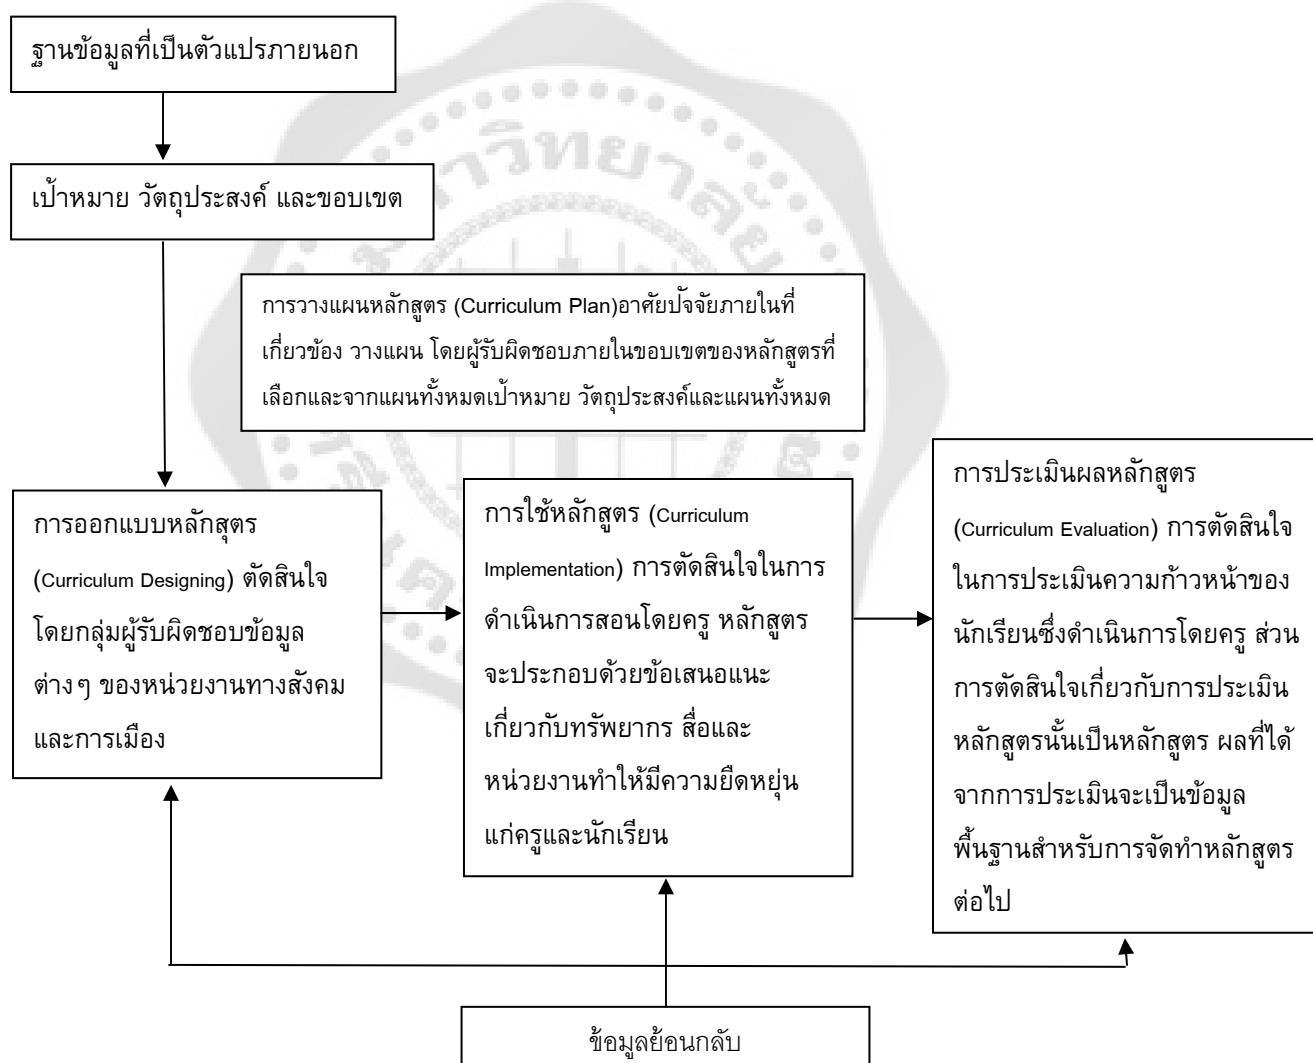 ฐานข้อมูลที่เป็นตัวแปรภายนอก
เป้าหมาย วัตถุประสงค์ และขอบเขต
การวางแผนหลักสูตร (Curriculum Plan)อาศัยปัจจัยภายในที่
เกี่ยวข้อง วางแผน โดยผู้รับผิดชอบภายในขอบเขตของหลักสูตรที่
เลือกและจากแผนทั้งหมดเป้าหมาย วัตถุประสงค์และแผนทั้งหมด
การออกแบบหลักสุตร
(Curriculum Designing) ตัดสินใจ
โดยกลุ่มผู้รับผิดชอบข้อมูล
ต่างๆ ของหน่วยงานทางสังคม
และการเมือง
การใช้หลักสูตร (Curriculum
Implementation) การตัดสินใจในการ
ดำเนินการสอนโดยครู หลักสูตร
จะประกอบด้วยข้อเสนอแนะ
เกี่ยวกับทรัพยากร สื่อและ
หน่วยงานทำให้มีความยืดหยุ่น
แก่ครูและนักเรียน
การประเมินผลหลักสูตร
(Curriculum Evaluation) การตัดสินใจ
ในการประเมินความก้าวหน้าของ
นักเรียนซึ่งดำเนินการโดยครู ส่วน
การตัดสินใจเกี่ยวกับการประเมิน
หลักสูตรนั้นเป็นหลักสูตร ผลที่ได้
จากการประเมินจะเป็นข้อมูล
พื้นฐานสำหรับการจัดทำหลักสูตร
ต่อไป
ข้อมูลย้อนกลับ